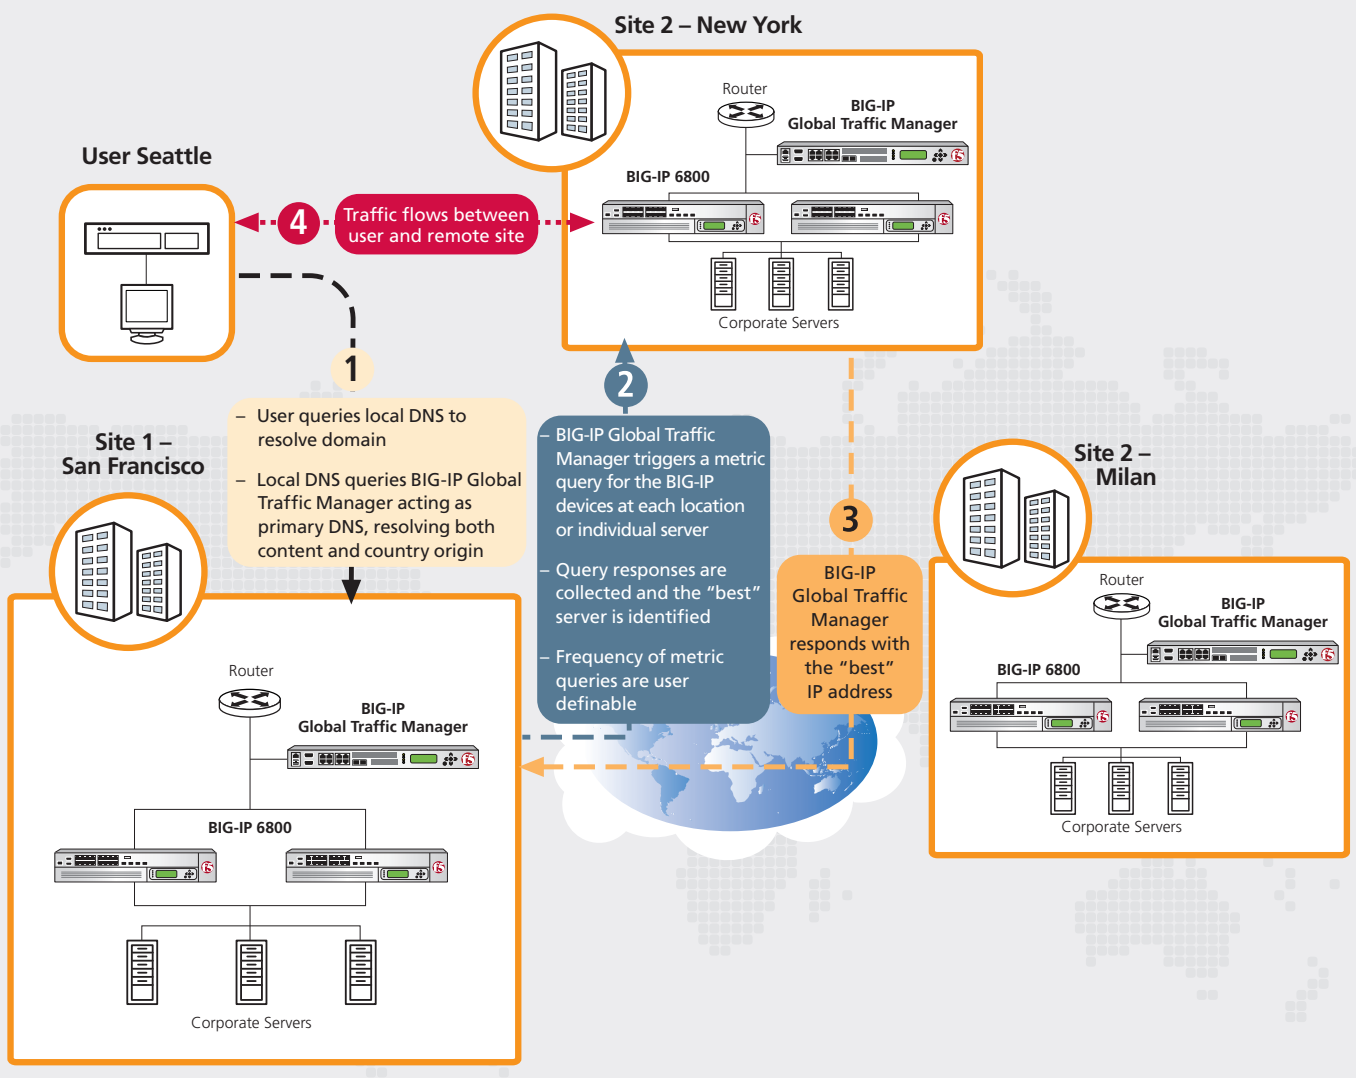 Site 2 – New York
Router
BIG-IP
Global Traffic Manager
BIG-IP 6800
Corporate Servers
User Seattle
4
Traffic flows between
user and remote site
1
– User queries local DNS to
resolve domain
– Local DNS queries BIG-IP Global
Traffic Manager acting as
primary DNS, resolving both
content and country origin
2
– BIG-IP Global Traffic
Manager triggers a metric
query for the BIG-IP
devices at each location
or individual server
– Query responses are
collected and the “best”
server is identified
– Frequency of metric
queries are user
definable
3
BIG-IP
Global Traffic
Manager
responds with
the “best”
IP address
Site 1 –
San Francisco
Router
BIG-IP
Global Traffic Manager
BIG-IP 6800
Corporate Servers
Site 2 –
Milan
Router
BIG-IP
Global Traffic Manager
BIG-IP 6800
Corporate Servers